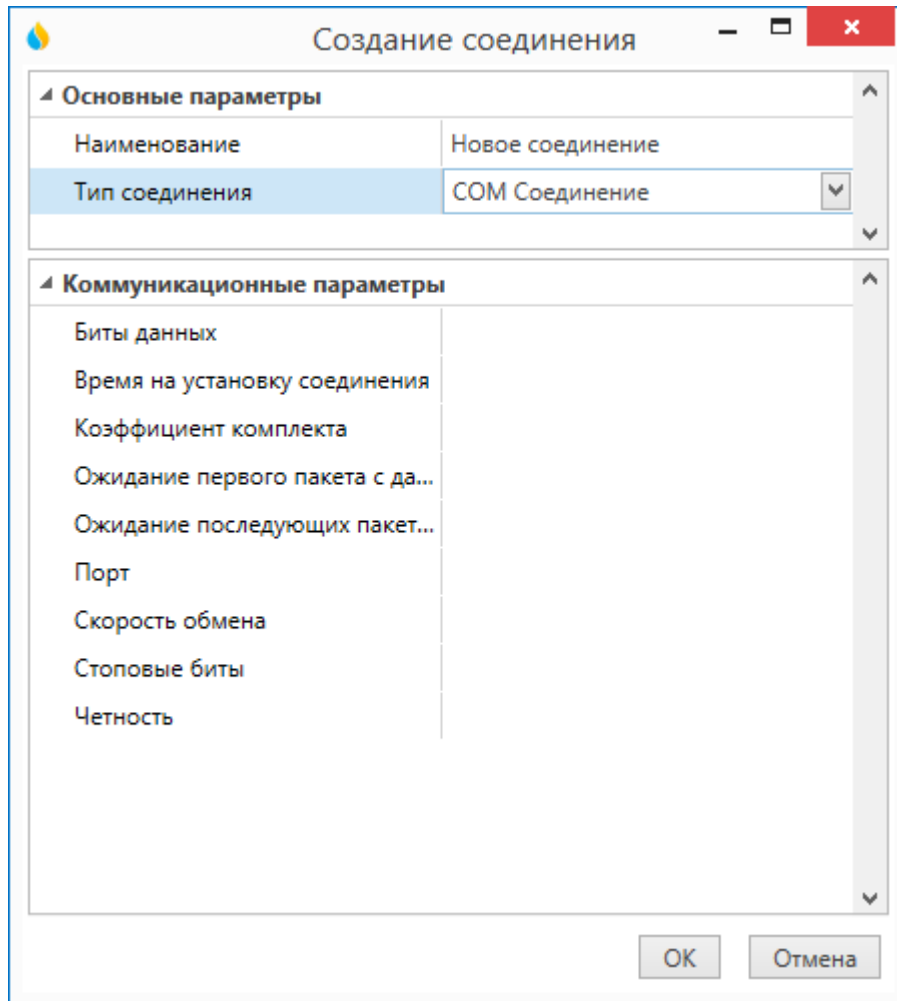 Создание соединения
Основные параметры
Наименование Новое соединение
Тип соединения COM Соединение
Коммуникационные параметры
Биты данных
Время на установку соединения
Коэффициент комплекта
Ожидание первого пакета с да...
Ожидание последующих пакет...
Порт
Скорость обмена
Стоповые биты
Четность
OK Отмена